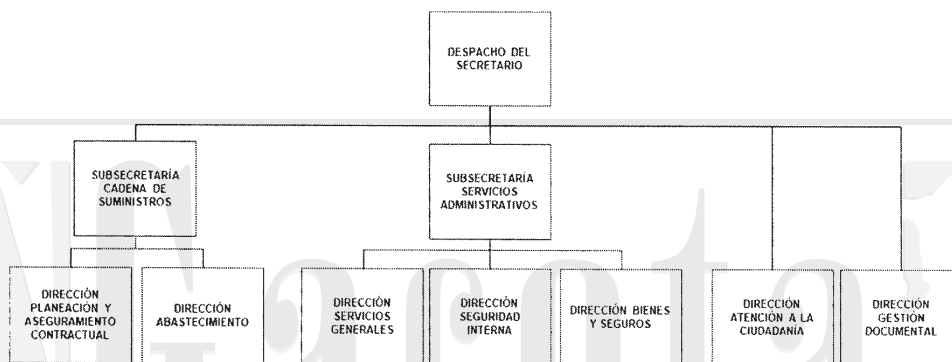 DESPACHO DEL
SECRETARIO
SUBSECRETARÍA
CADENA DE
SUMINISTROS
SUBSECRETARÍA
SERVICIOS
ADMINISTRATIVOS
DIRECCIÓN
PLANEACIÓN Y
ASEGURAMIENTO
CONTRACTUAL
DIRECCIÓN
ABASTECIMIENTO
DIRECCIÓN
SERVICIOS
GENERALES
DIRECCIÓN
SEGURIDAD
INTERNA
DIRECCIÓN BIENES
Y SEGUROS
DIRECCIÓN
ATENCIÓN A LA
CIUDADANÍA
DIRECCIÓN
GESTIÓN
DOCUMENTAL
Gaceta